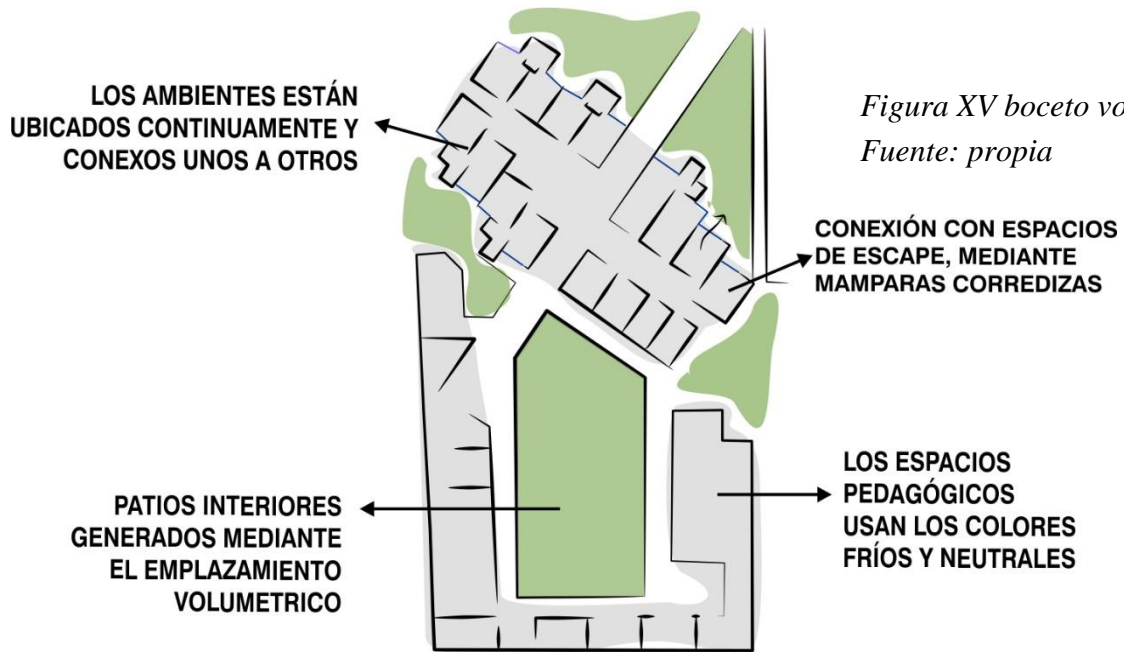 LOS AMBIENTES ESTÁN
UBICADOS CONTINUAMENTE Y
CONEXOS UNOS A OTROS
Figura XV boceto vo
Fuente: propia
CONEXIÓN CON ESPACIOS
DE ESCAPE, MEDIANTE
MAMPARAS CORREDIZAS
PATIOS INTERIORES
GENERADOS MEDIANTE
EL EMPLAZAMIENTO
VOLUMETRICO
LOS ESPACIOS
PEDAGÓGICOS
USAN LOS COLORES
FRÍOS Y NEUTRALES